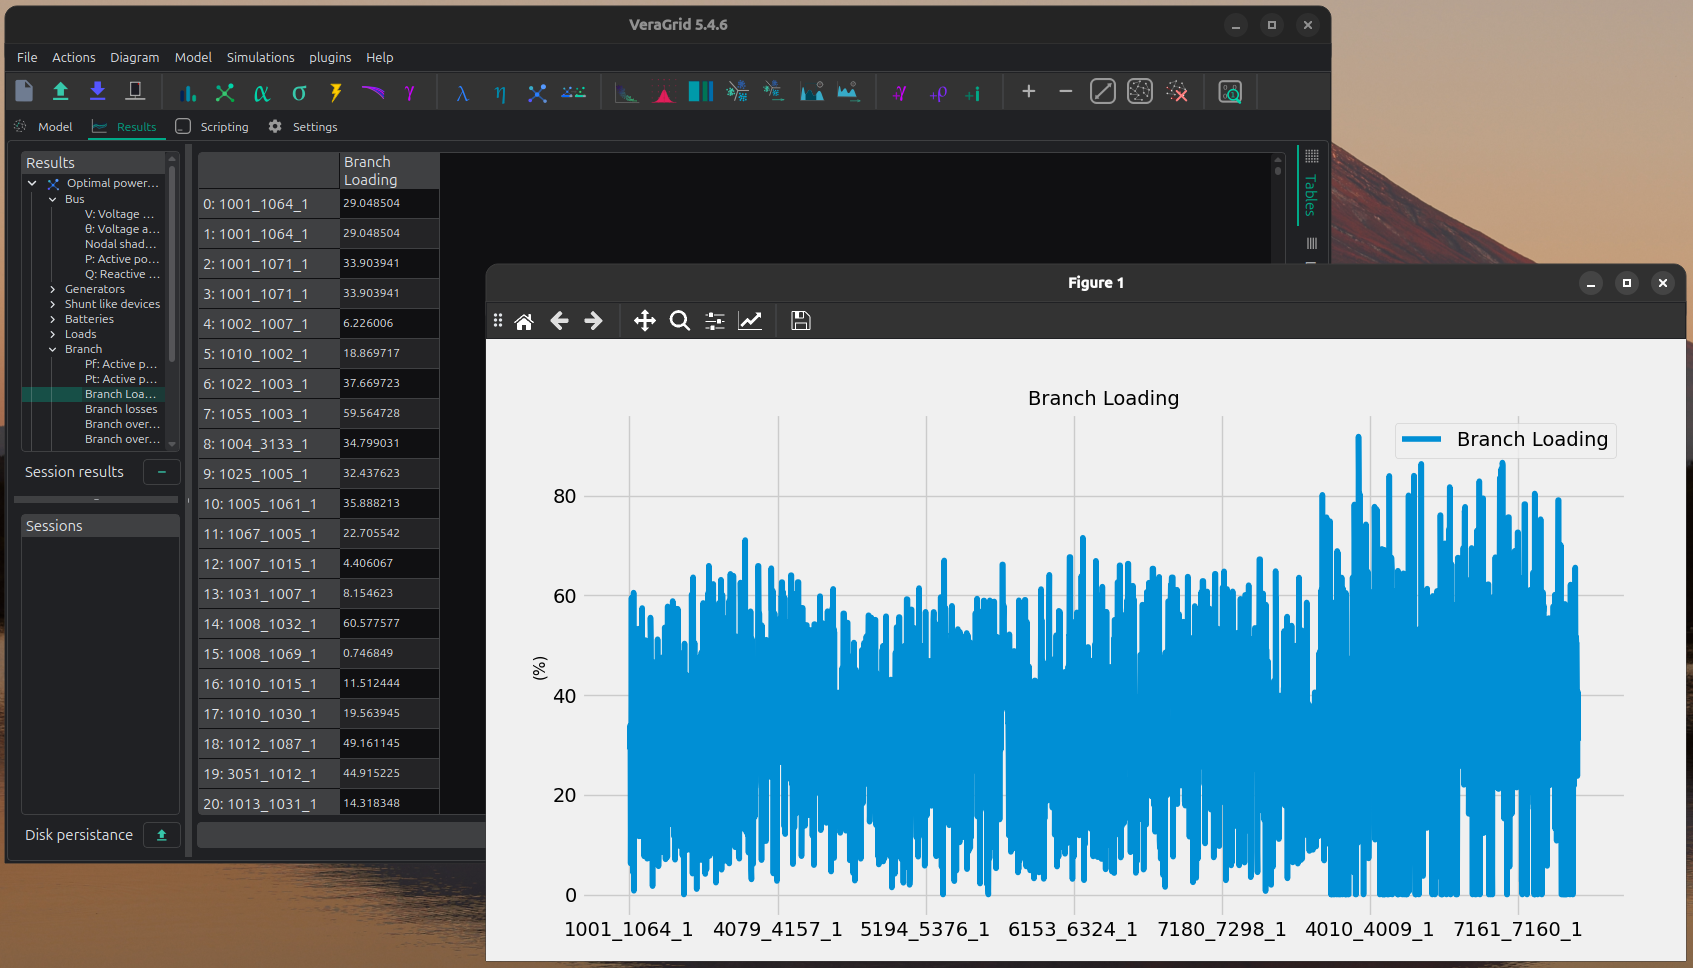 VeraGrid 5.4.6
File Actions Diagram Model Simulations plugins Help
Model Results Scripting Settings
Results
Optimal power...
Bus
V: Voltage ...
θ: Voltage a...
Nodal shad...
P: Active po...
Q: Reactive ...
Generators
Shunt like devices
Batteries
Loads
Branch
Pf: Active p...
Pt: Active p...
Branch Loa...
Branch losses
Branch over...
Branch over...
Session results
Sessions
Disk persistance
Branch
Loading
0: 1001_1064_1 29.048504
1: 1001_1064_1 29.048504
2: 1001_1071_1 33.903941
3: 1001_1071_1 33.903941
4: 1002_1007_1 6.226006
5: 1010_1002_1 18.869717
6: 1022_1003_1 37.669723
7: 1055_1003_1 59.564728
8: 1004_3133_1 34.799031
9: 1025_1005_1 32.437623
10: 1005_1061_1 35.888213
11: 1067_1005_1 22.705542
12: 1007_1015_1 4.406067
13: 1031_1007_1 8.154623
14: 1008_1032_1 60.577577
15: 1008_1069_1 0.746849
16: 1010_1015_1 11.512444
17: 1010_1030_1 19.563945
18: 1012_1087_1 49.161145
19: 3051_1012_1 44.915225
20: 1013_1031_1 14.318348
Tables
Figure 1
Branch Loading
Branch Loading
80
60
(%)
40
20
0
1001_1064_1 4079_4157_1 5194_5376_1 6153_6324_1 7180_7298_1 4010_4009_1 7161_7160_1